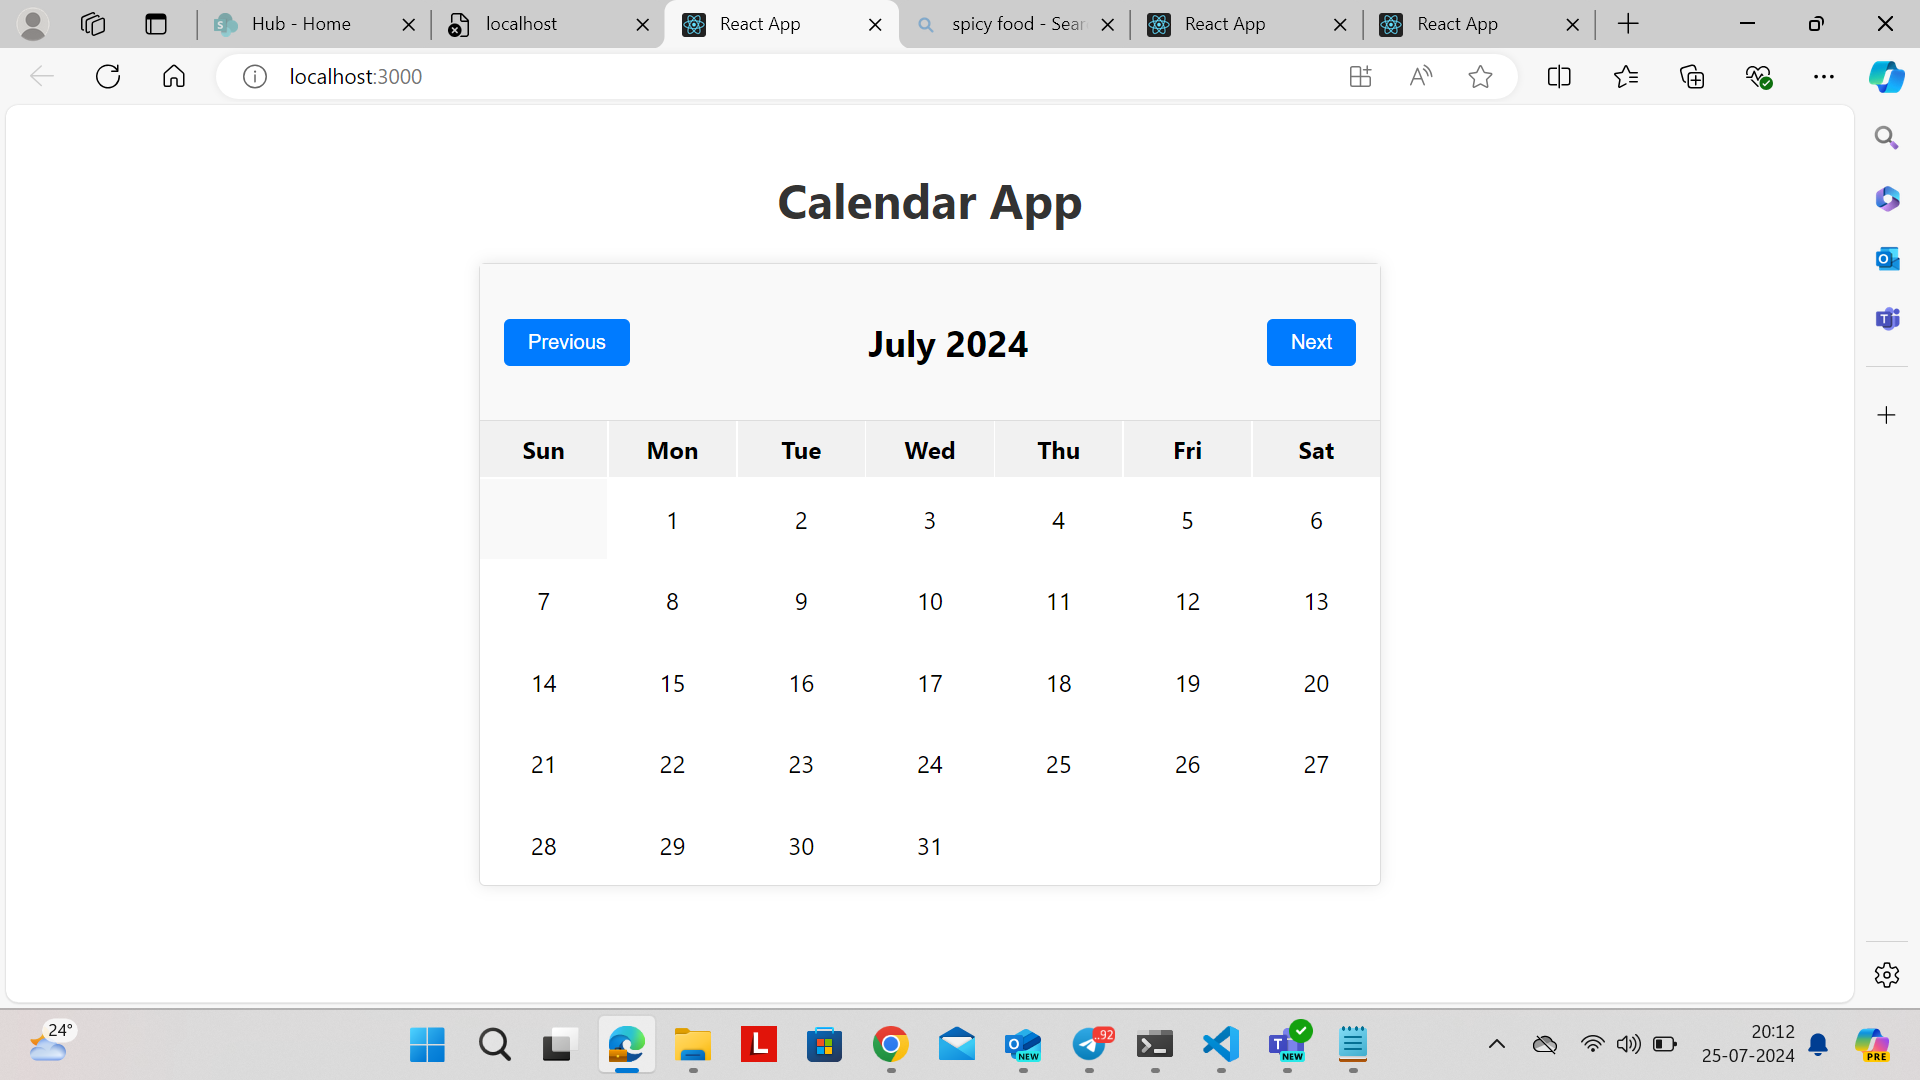 Hub - Home
localhost
React App
spicy food - Sear
React App
React App
localhost:3000
Calendar App
Previous
July 2024
Next
Sun Mon Tue Wed Thu Fri Sat
1 2 3 4 5 6
7 8 9 10 11 12 13
14 15 16 17 18 19 20
21 22 23 24 25 26 27
28 29 30 31
24°
L
NEW
..92
NEW
20:12
25-07-2024
PRE